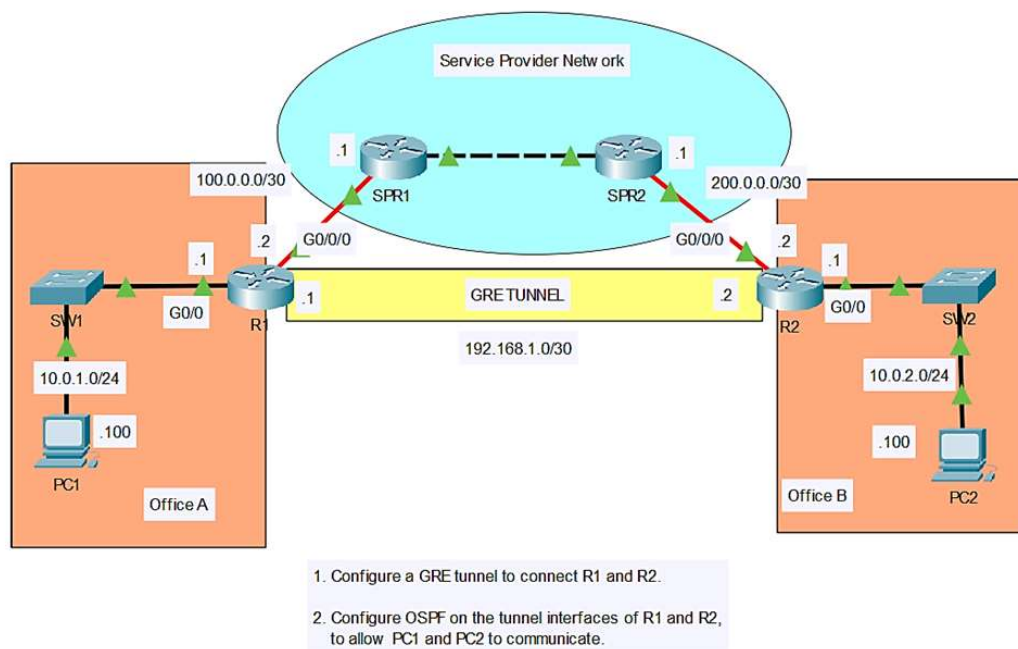 Service Provider Network
.1
.1
SPR1
SPR2
100.0.0.0/30
200.0.0.0/30
G0/0/0
G0/0/0
.2
.2
.1
.1
G0/0
G0/0
SW1
R1
.1
GRE TUNNEL
.2
R2
SW2
192.168.1.0/30
10.0.1.0/24
10.0.2.0/24
.100
.100
PC1
PC2
Office A
Office B
1. Configure a GRE tunnel to connect R1 and R2.
2. Configure OSPF on the tunnel interfaces of R1 and R2,
to allow PC1 and PC2 to communicate.